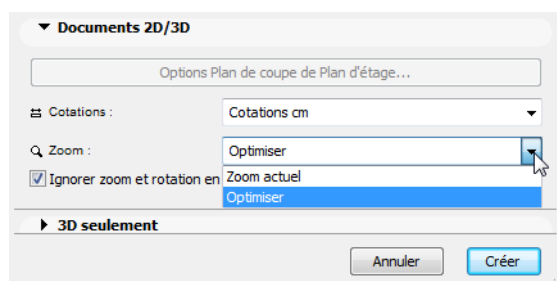 Documents 2D/3D
Options Plan de coupe de Plan d'étage...
Cotations : Cotations cm
Zoom : Optimiser
Zoom actuel
Ignorer zoom et rotation en
Optimiser
3D seulement
Annuler Créer